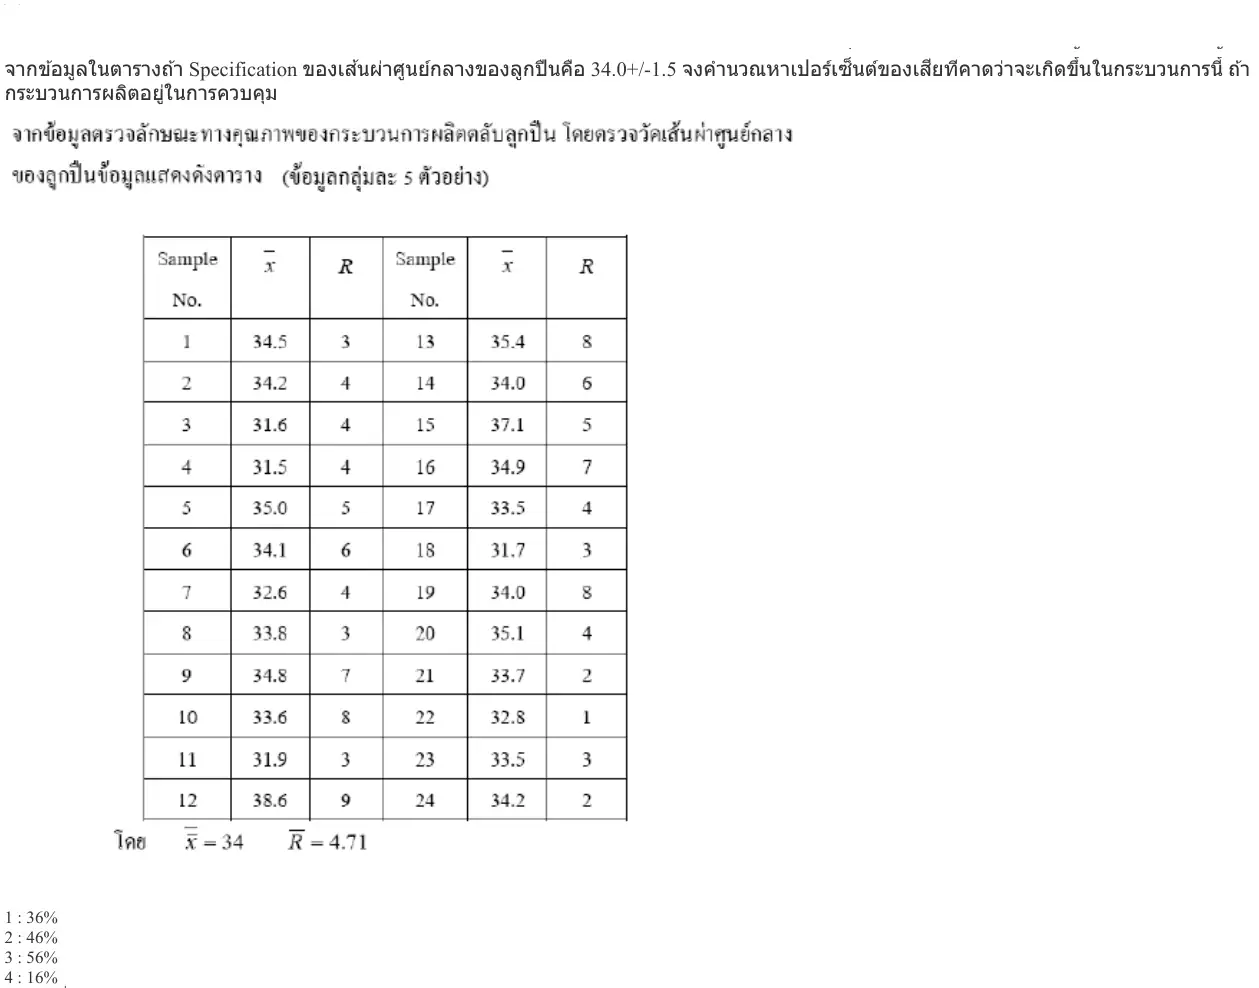 จากข้อมูลในตารางถ้า Specification ของเส้นผ่าศูนย์กลางของลูกปืนคือ 34.0+/-1.5 จงคำนวณหาเปอร์เซ็นต์ของเสียที่คาดว่าจะเกิดขึ้นในกระบวนการนี้ ถ้า
กระบวนการผลิตอยู่ในการควบคุม
จากข้อมูลตรวจลักษณะทางคุณภาพของกระบวนการผลิตตลับลูกปืน โดยตรวจวัดเส้นผ่าศูนย์กลาง
ของลูกปืนข้อมูลแสดงดังตาราง (ข้อมูลกลุ่มละ 5 ตัวอย่าง)
Sample No. x̅ R Sample No. x̅ R
1 34.5 3 13 35.4 8
2 34.2 4 14 34.0 6
3 31.6 4 15 37.1 5
4 31.5 4 16 34.9 7
5 35.0 5 17 33.5 4
6 34.1 6 18 31.7 3
7 32.6 4 19 34.0 8
8 33.8 3 20 35.1 4
9 34.8 7 21 33.7 2
10 33.6 8 22 32.8 1
11 31.9 3 23 33.5 3
12 38.6 9 24 34.2 2
โดย x̿ = 34 R̅ = 4.71
1 : 36%
2 : 46%
3 : 56%
4 : 16%